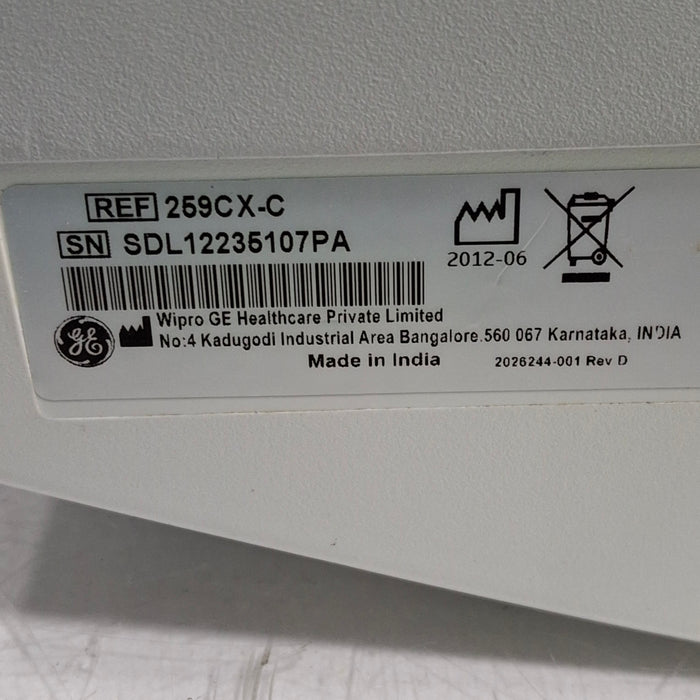 REF 259CX-C
SN SDL12235107PA
2012-06
GE
Wipro GE Healthcare Private Limited
No:4 Kadugodi Industrial Area Bangalore.560 067 Karnataka, INDIA
Made in India
2026244-001 Rev D